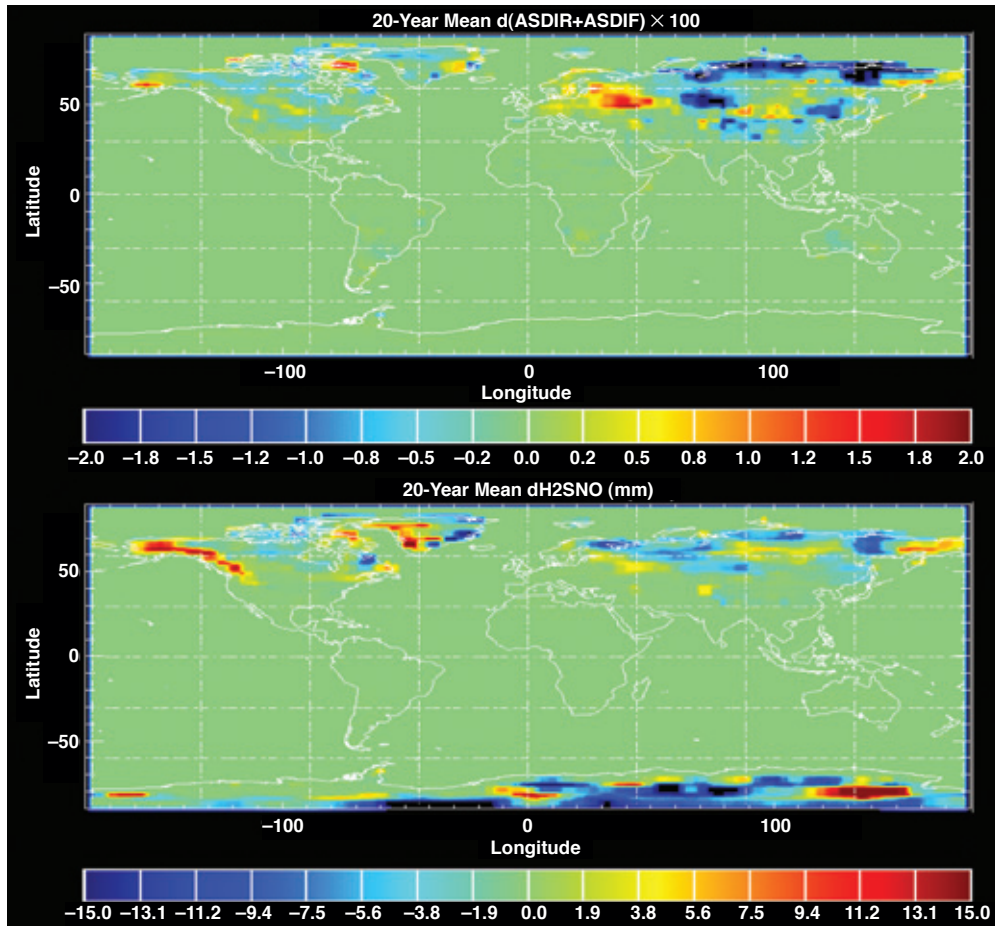 20-Year Mean d(ASDIR+ASDIF) × 100
Latitude
50
0
−50
−100 0 100
Longitude
−2.0 −1.8 −1.5 −1.2 −1.0 −0.8 −0.5 −0.2 0.0 0.2 0.5 0.8 1.0 1.2 1.5 1.8 2.0
20-Year Mean dH2SNO (mm)
Latitude
50
0
−50
−100 0 100
Longitude
−15.0 −13.1 −11.2 −9.4 −7.5 −5.6 −3.8 −1.9 0.0 1.9 3.8 5.6 7.5 9.4 11.2 13.1 15.0